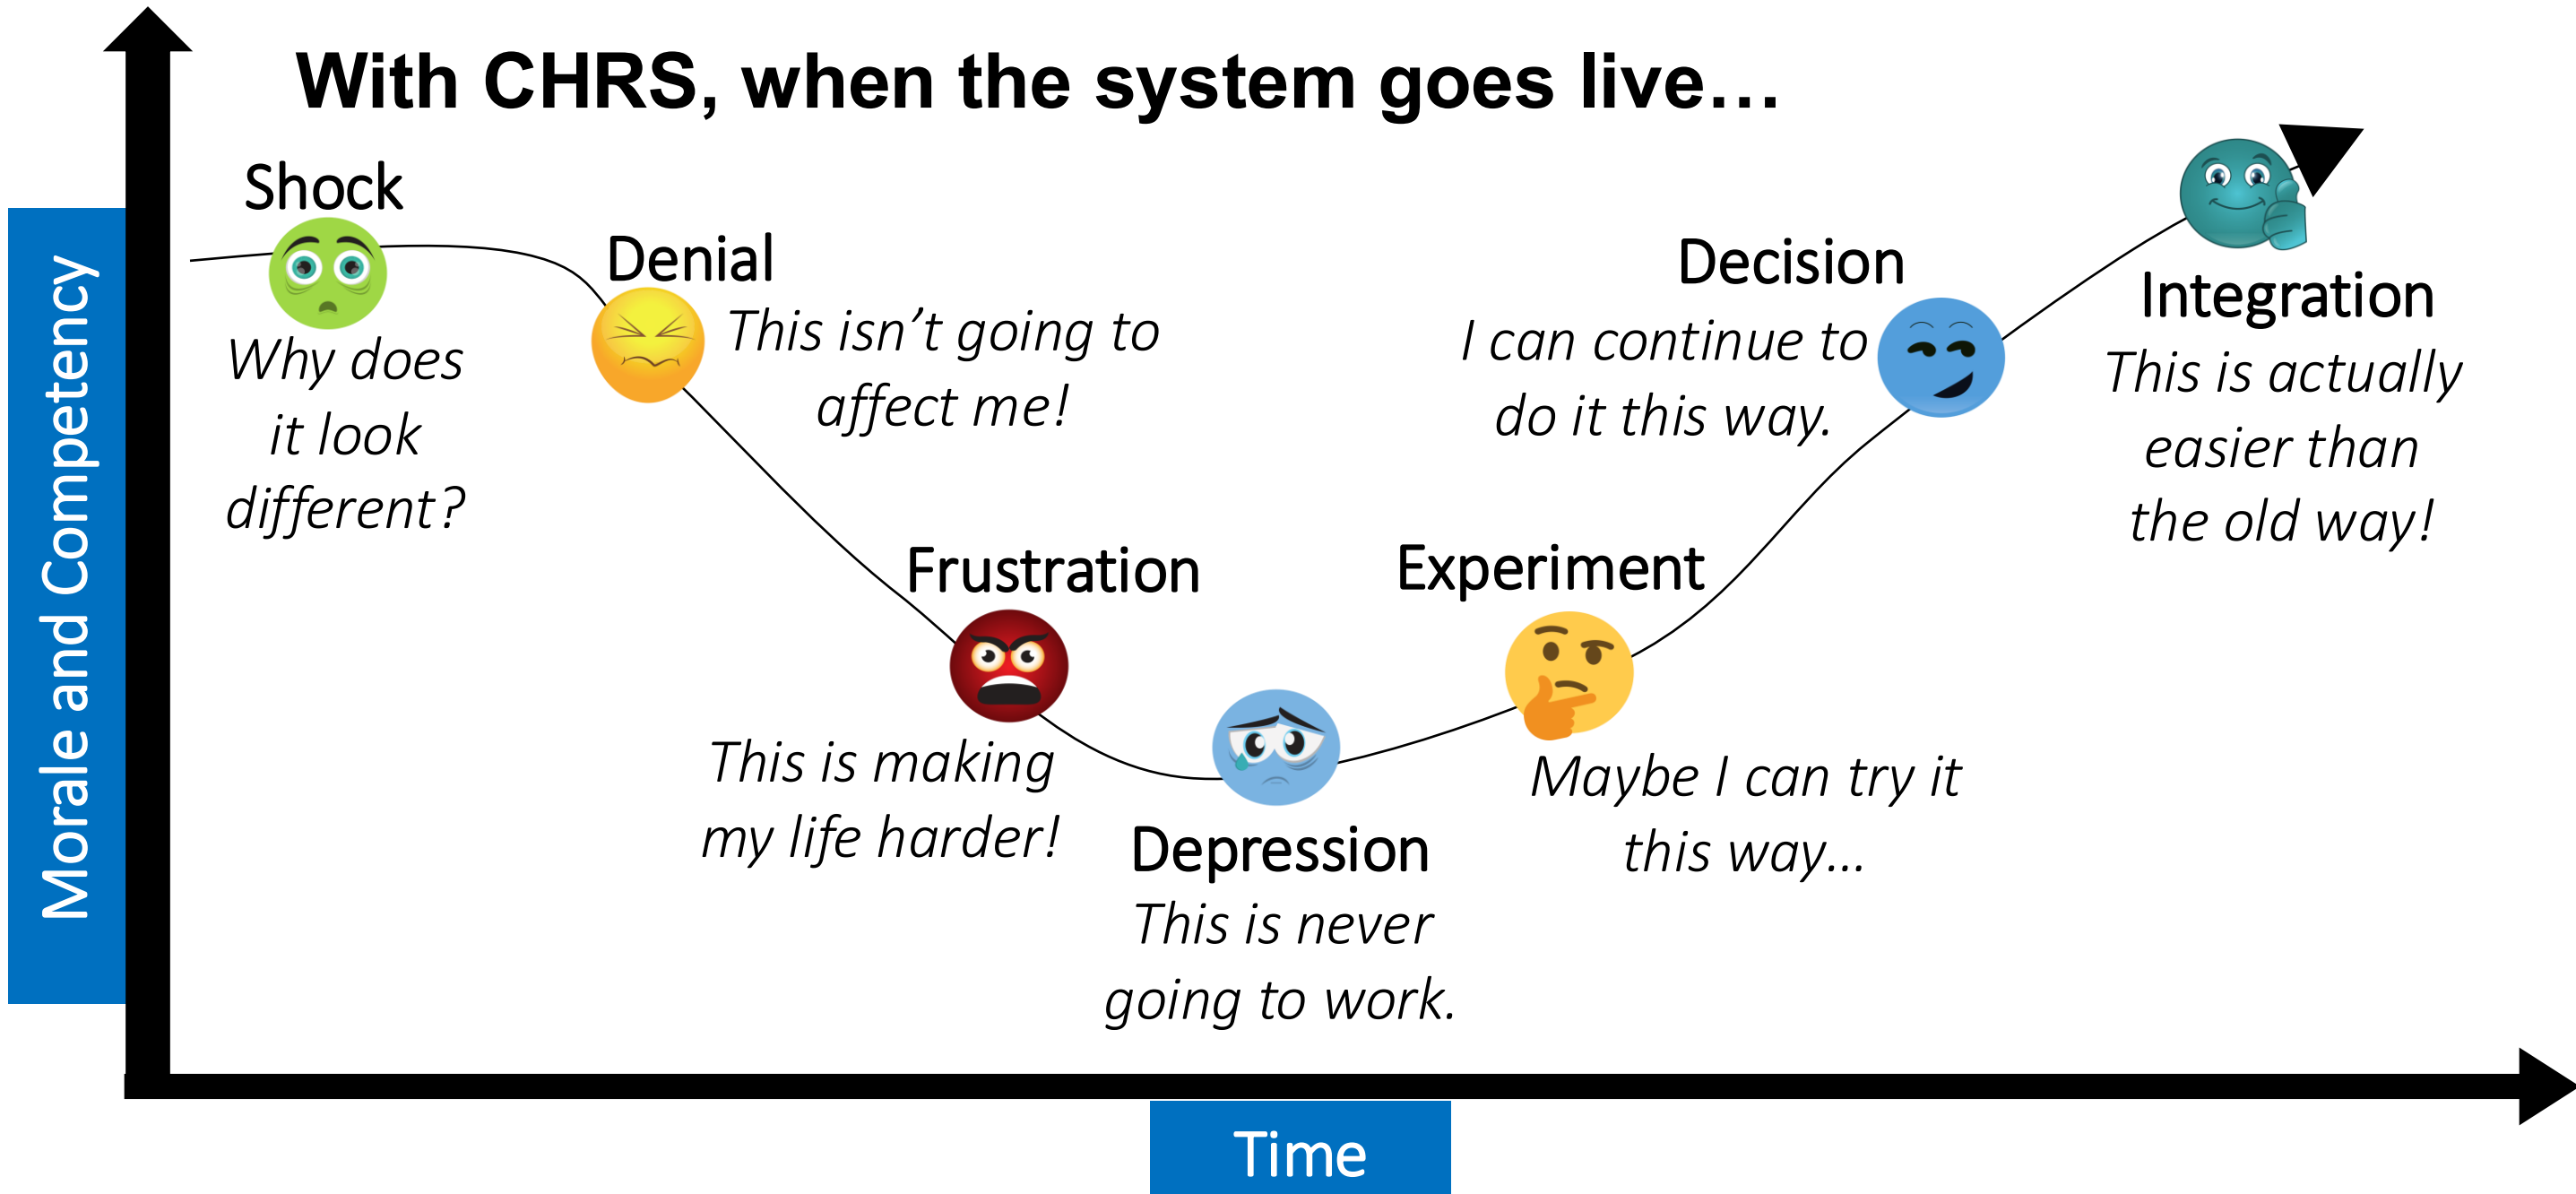 With CHRS, when the system goes live…
Shock
Why does
it look
different?
Denial
This isn’t going to
affect me!
Frustration
This is making
my life harder!
Depression
This is never
going to work.
Experiment
Maybe I can try it
this way…
Decision
I can continue to
do it this way.
Integration
This is actually
easier than
the old way!
Morale and Competency
Time